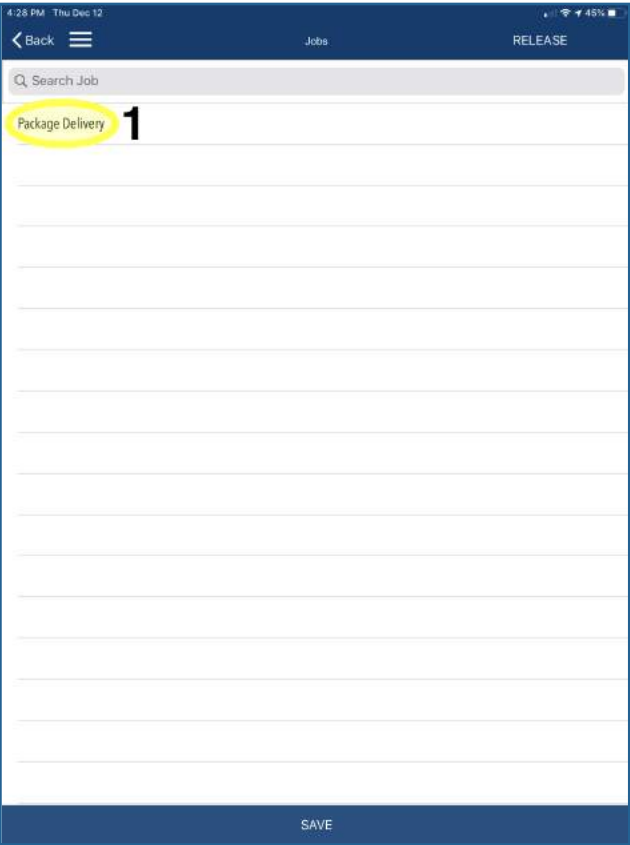 4:28 PM Thu Dec 12 45%
Back Jobs RELEASE
Search Job
Package Delivery 1
SAVE